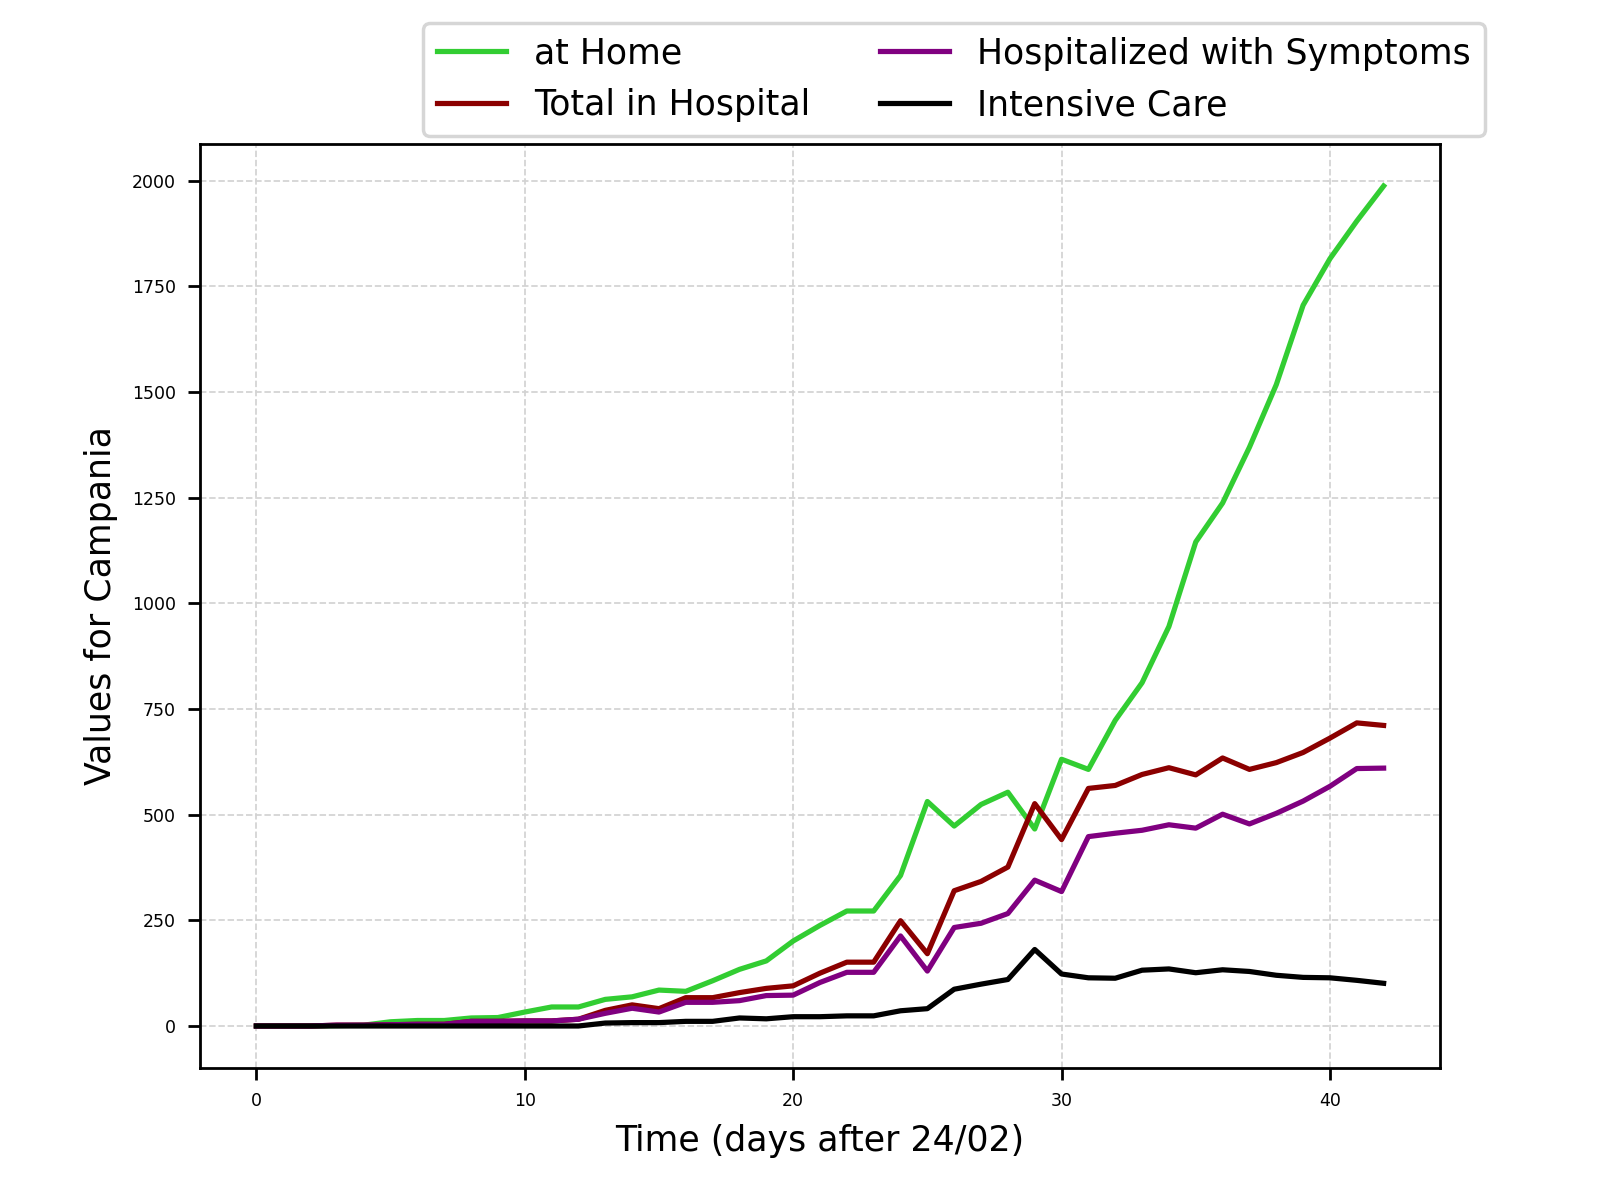 at Home
Total in Hospital
Hospitalized with Symptoms
Intensive Care
Values for Campania
2000
1750
1500
1250
1000
750
500
250
0
0 10 20 30 40
Time (days after 24/02)